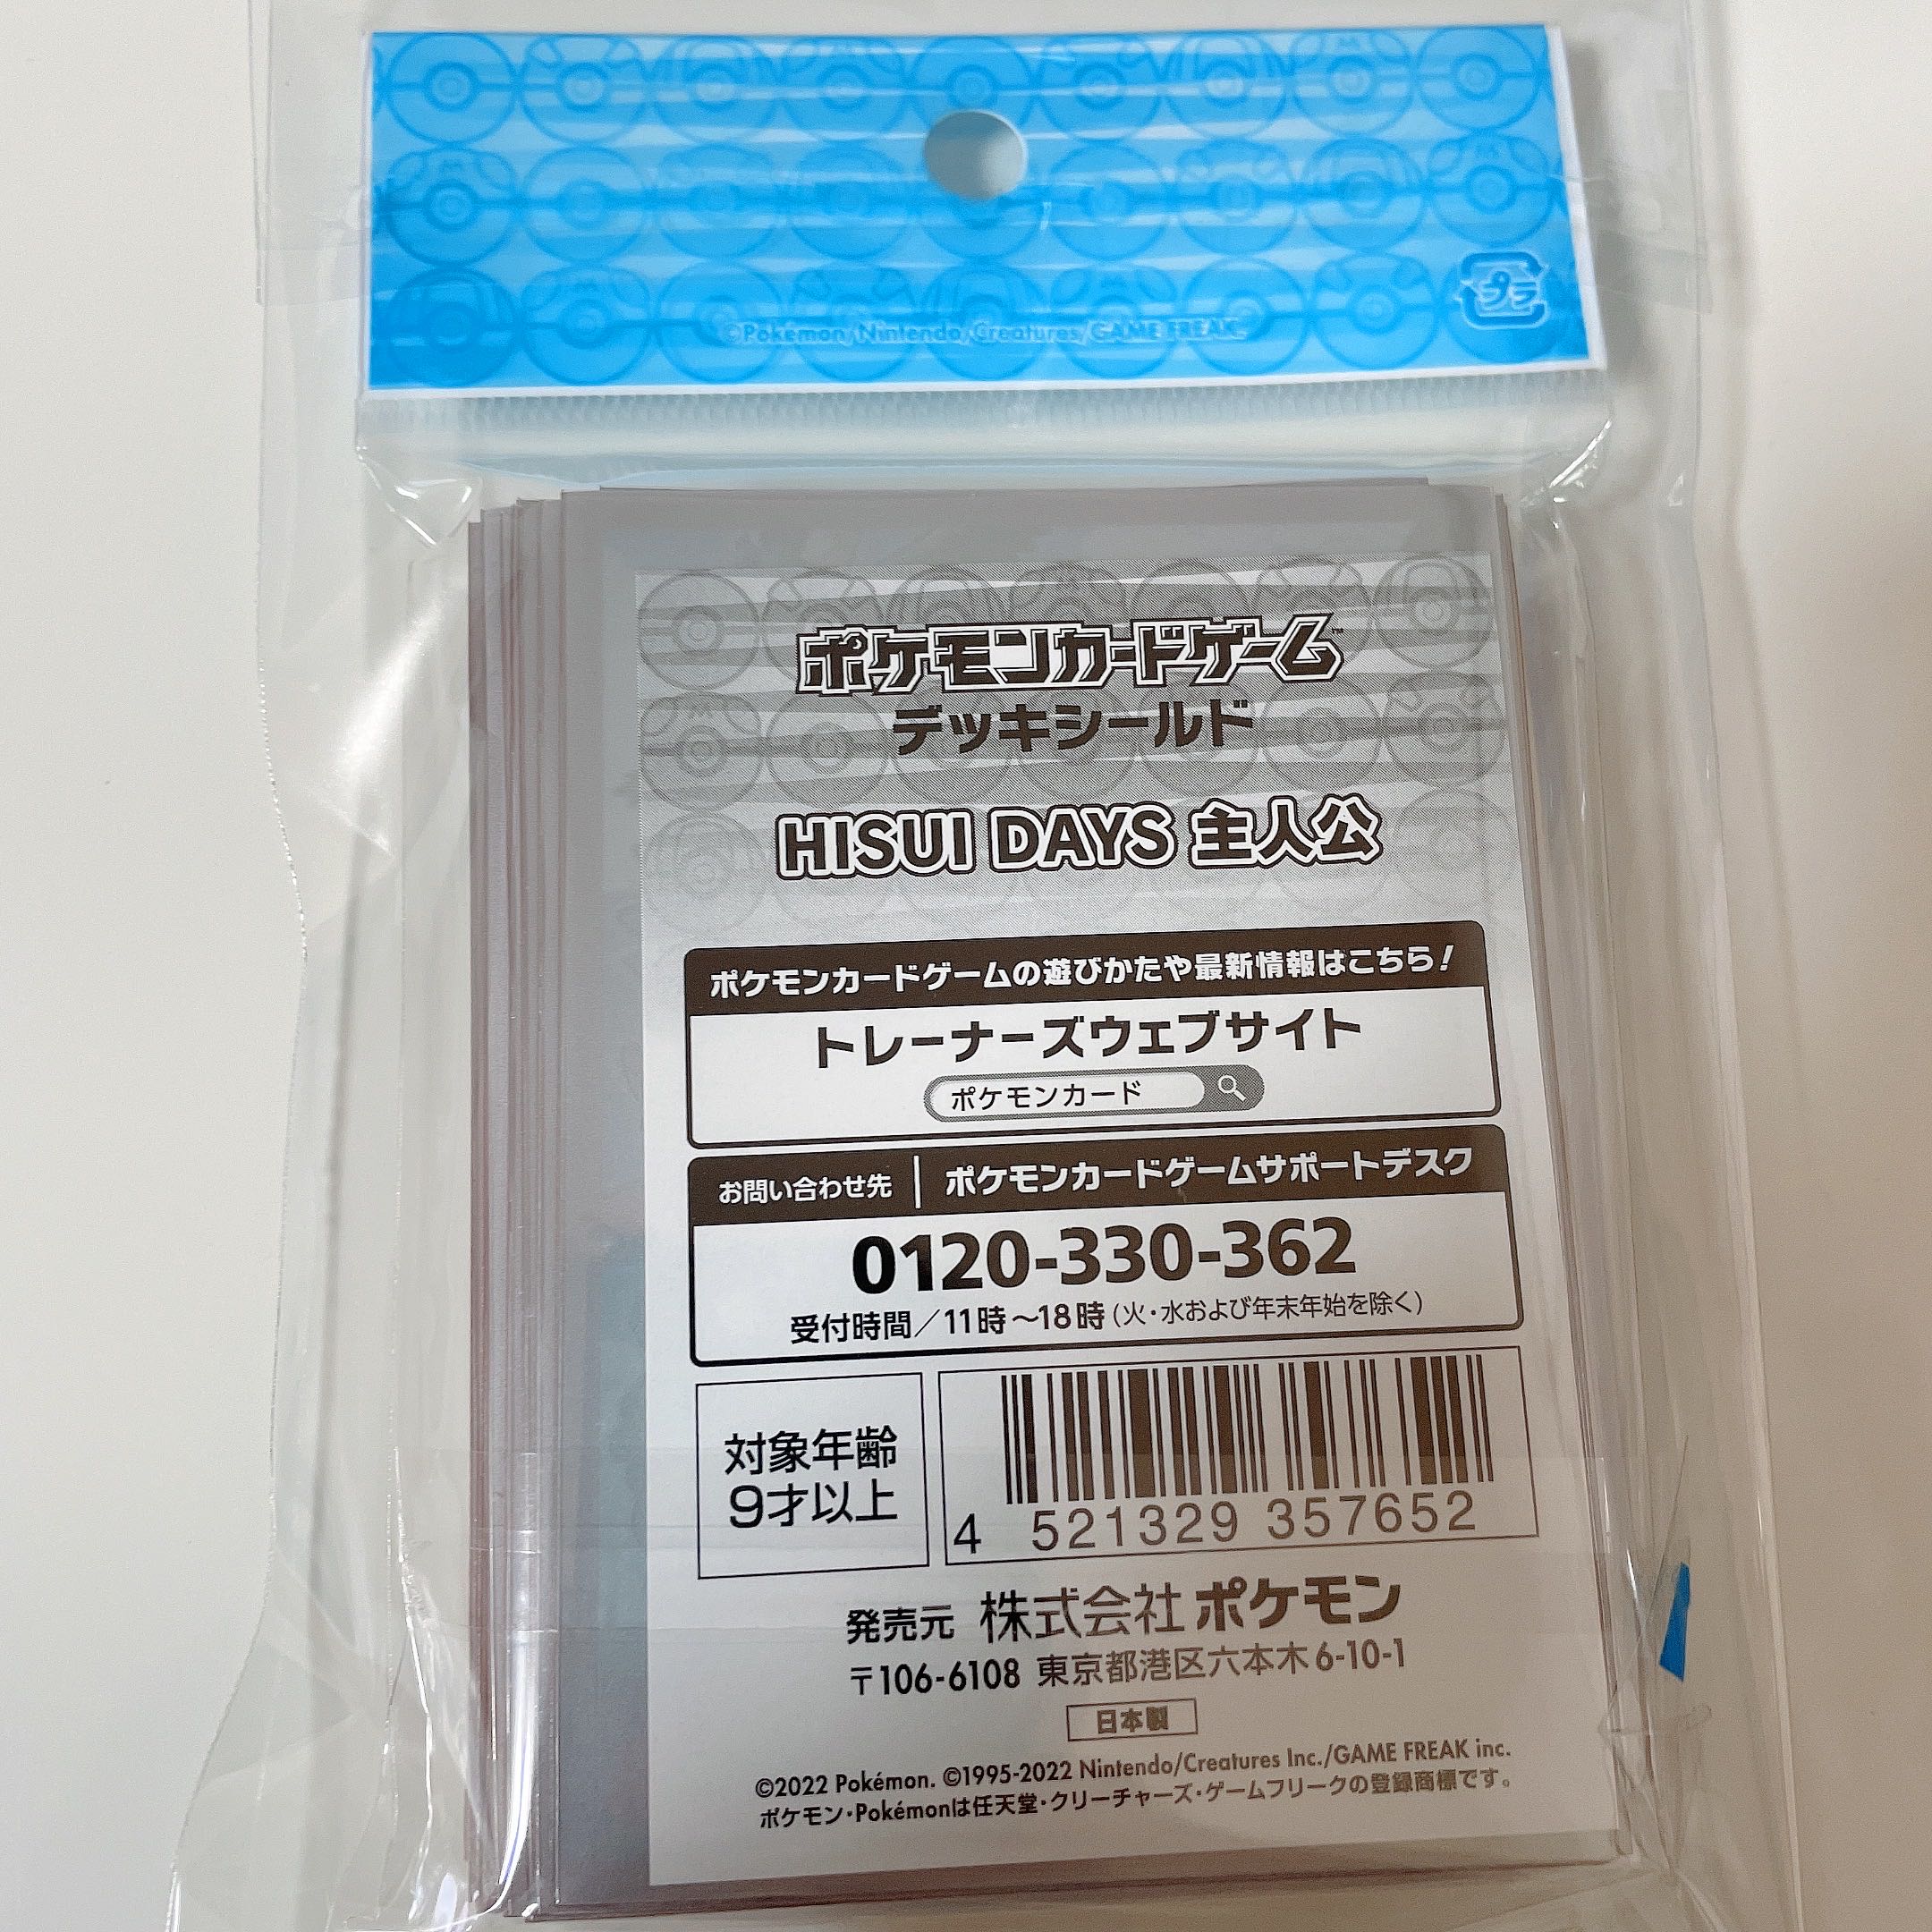 ©Pokémon/Nintendo/Creatures/GAME FREAK
プラ
ポケモンカードゲーム™
デッキシールド
HISUI DAYS 主人公
ポケモンカードゲームの遊びかたや最新情報はこちら!
トレーナーズウェブサイト
ポケモンカード
お問い合わせ先 ポケモンカードゲームサポートデスク
0120-330-362
受付時間/11時～18時(火・水および年末年始を除く)
対象年齢
9才以上
4 521329 357652
発売元 株式会社ポケモン
〒106-6108 東京都港区六本木6-10-1
日本製
©2022 Pokémon. ©1995-2022 Nintendo/Creatures Inc./GAME FREAK inc.
ポケモン・Pokémonは任天堂・クリーチャーズ・ゲームフリークの登録商標です。